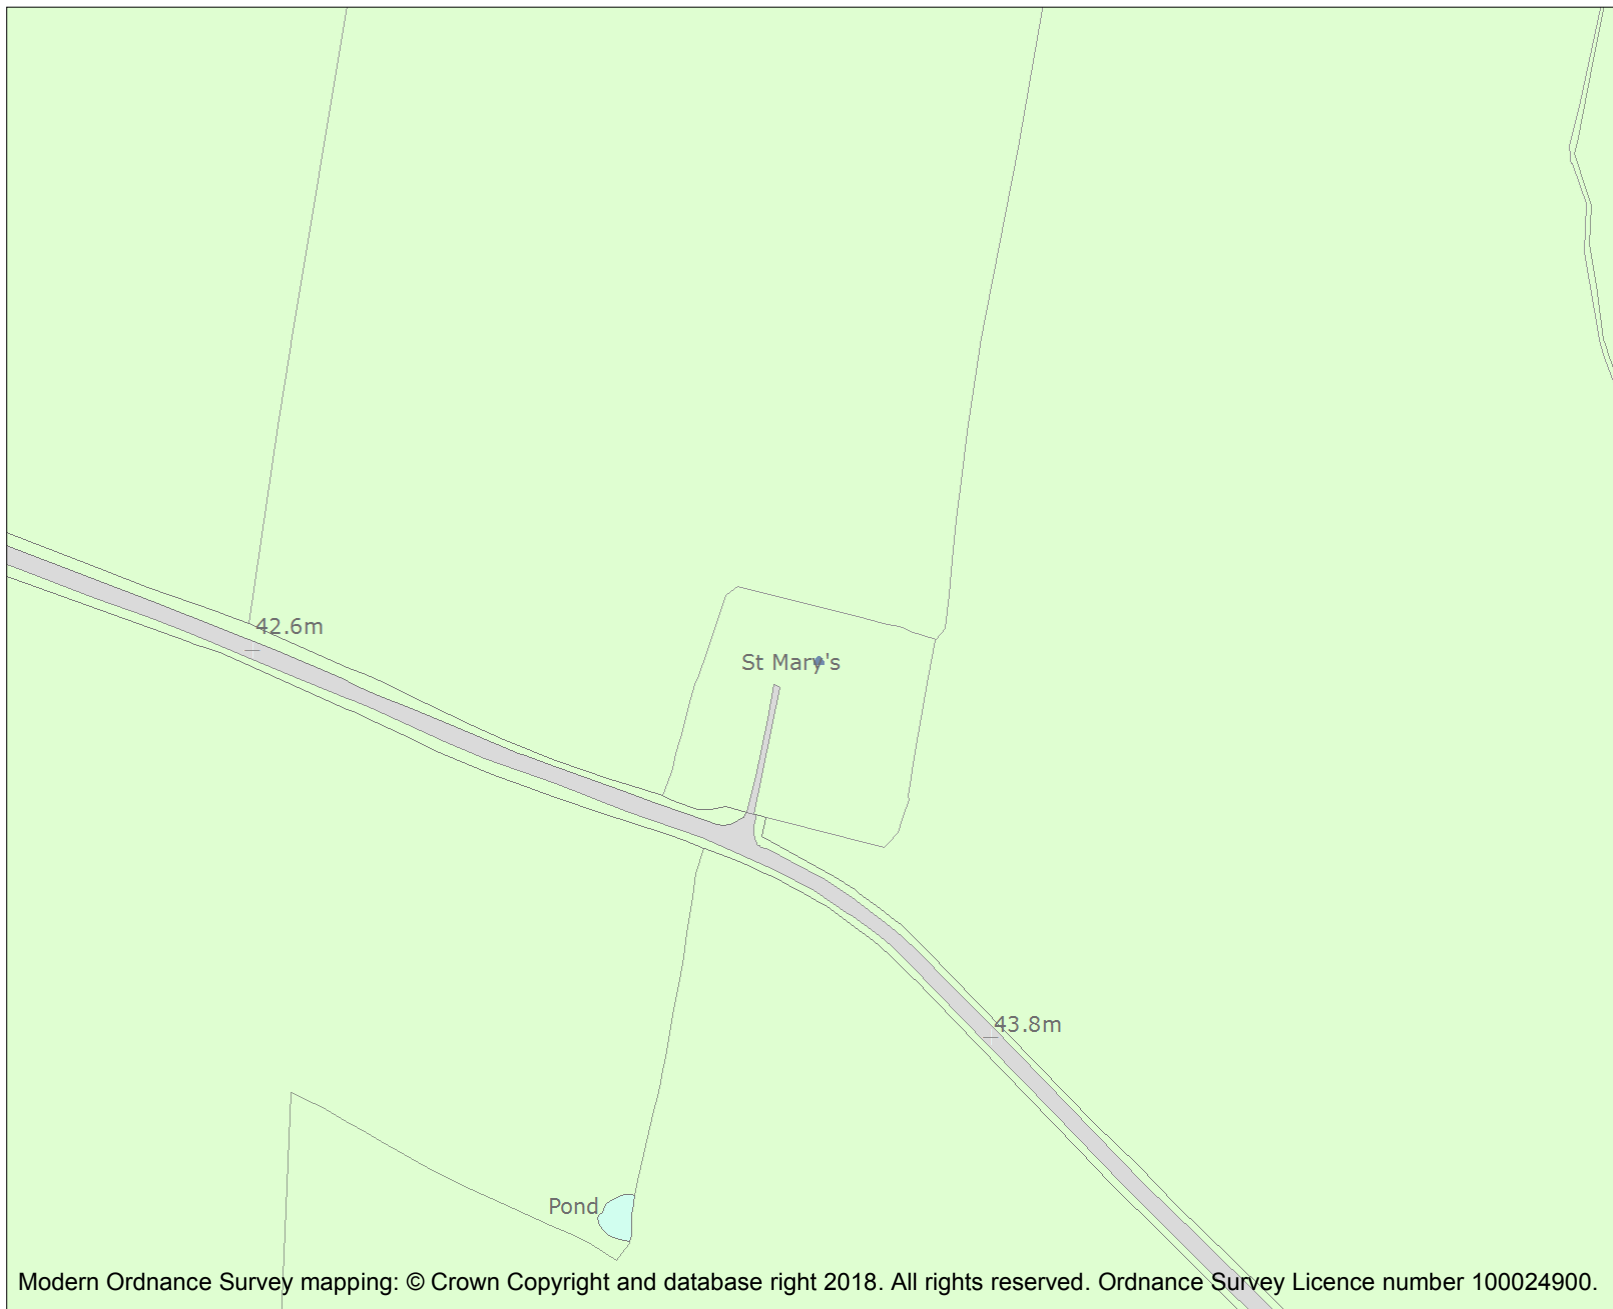 42.6m
St Mary's
43.8m
Pond
Modern Ordnance Survey mapping: © Crown Copyright and database right 2018. All rights reserved. Ordnance Survey Licence number 100024900.